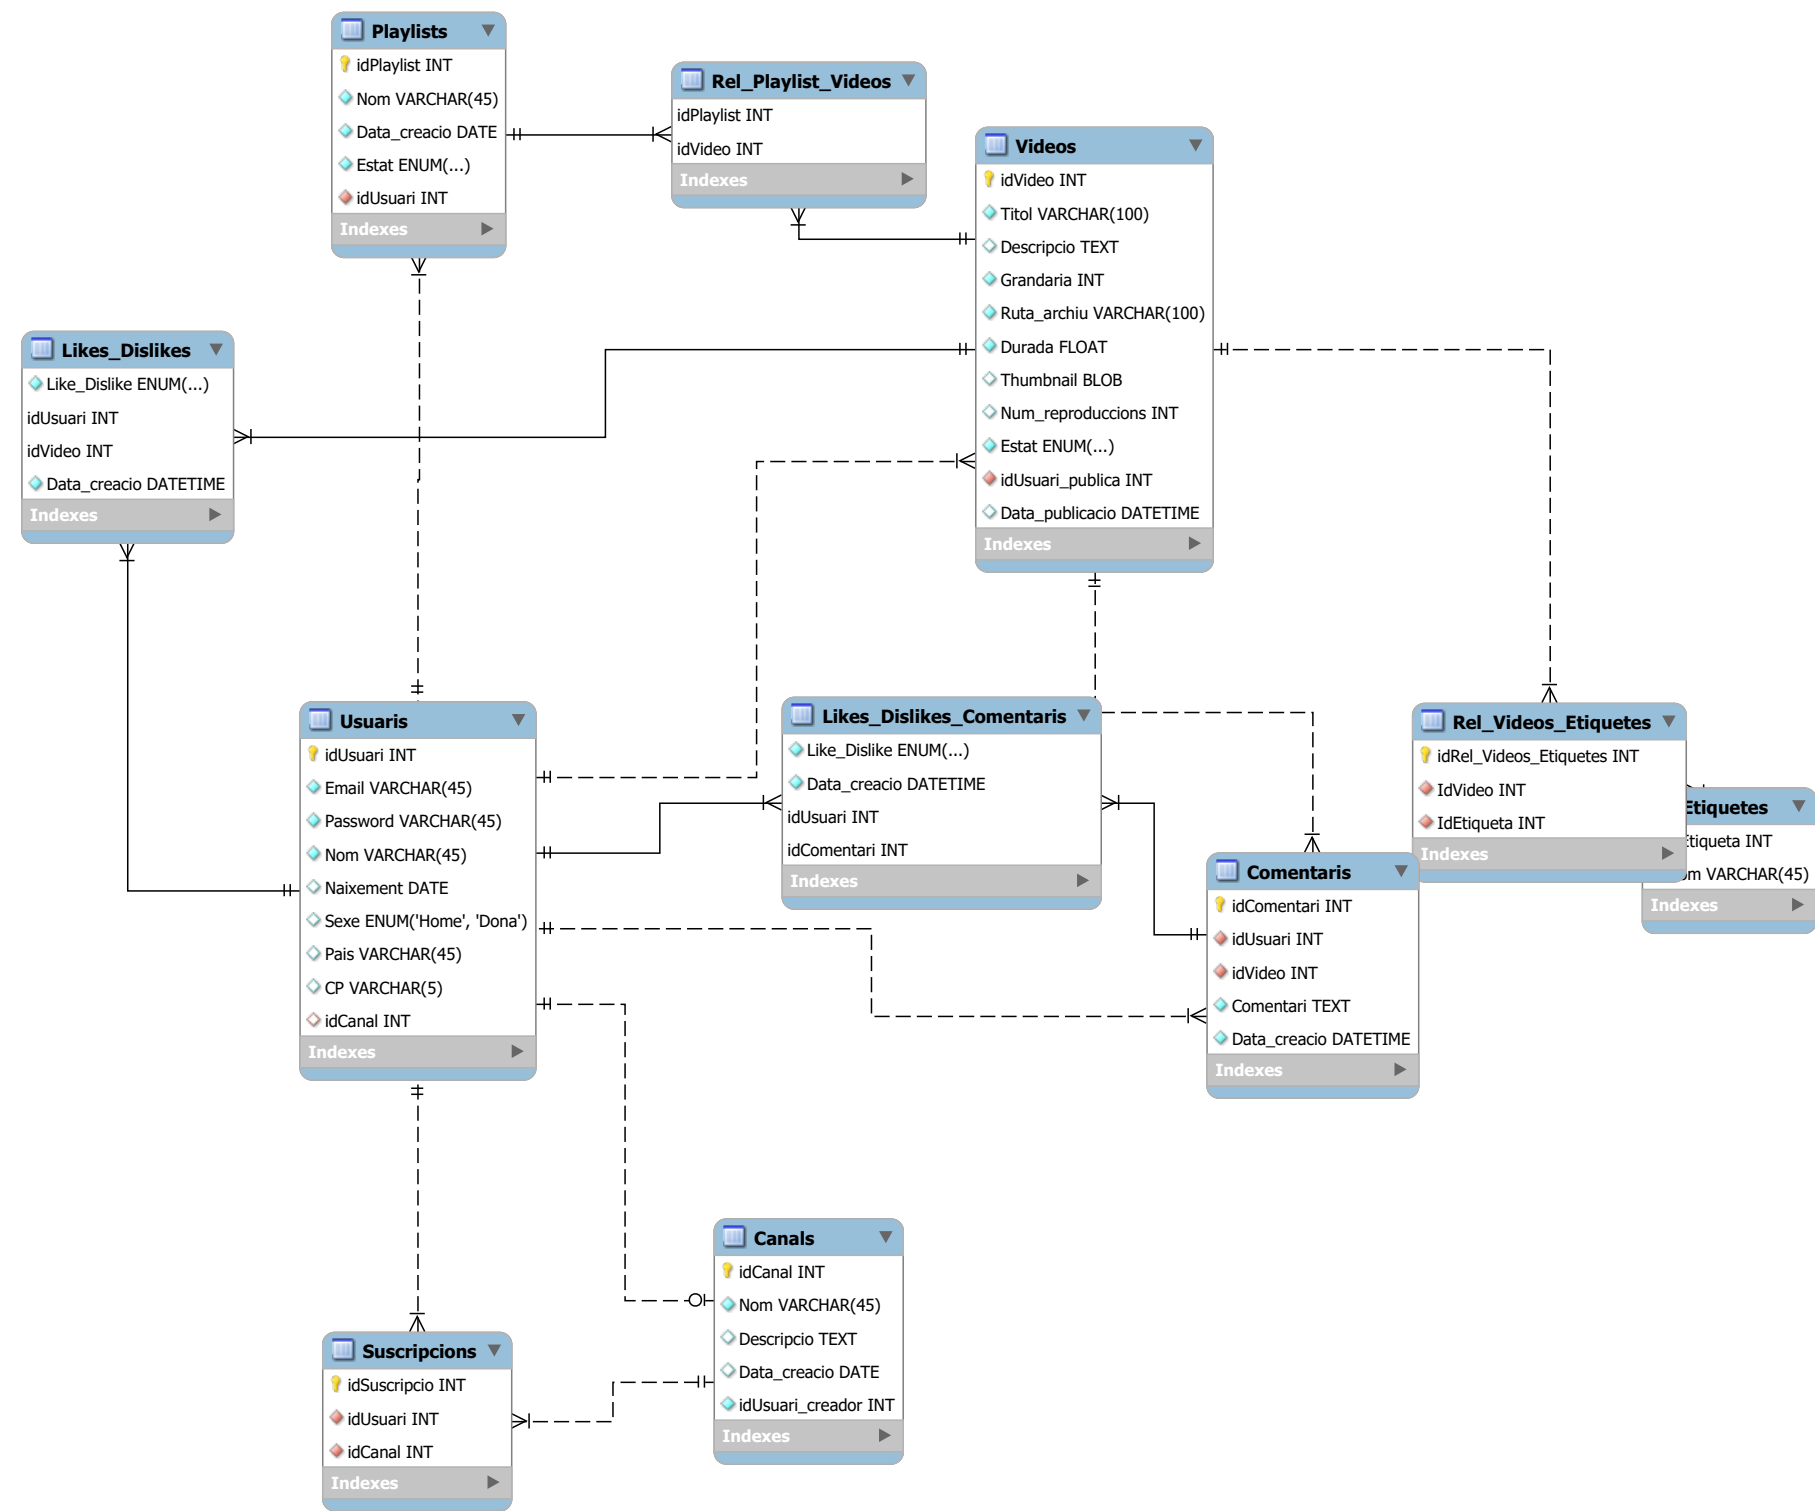 Playlists
idPlaylist INT
Nom VARCHAR(45)
Data_creacio DATE
Estat ENUM(...)
idUsuari INT
Indexes
Rel_Playlist_Videos
idPlaylist INT
idVideo INT
Indexes
Videos
idVideo INT
Titol VARCHAR(100)
Descripcio TEXT
Grandaria INT
Ruta_archiu VARCHAR(100)
Durada FLOAT
Thumbnail BLOB
Num_reproduccions INT
Estat ENUM(...)
idUsuari_publica INT
Data_publicacio DATETIME
Indexes
Likes_Dislikes
Like_Dislike ENUM(...)
idUsuari INT
idVideo INT
Data_creacio DATETIME
Indexes
Usuaris
idUsuari INT
Email VARCHAR(45)
Password VARCHAR(45)
Nom VARCHAR(45)
Naixement DATE
Sexe ENUM('Home', 'Dona')
Pais VARCHAR(45)
CP VARCHAR(5)
idCanal INT
Indexes
Likes_Dislikes_Comentaris
Like_Dislike ENUM(...)
Data_creacio DATETIME
idUsuari INT
idComentari INT
Indexes
Rel_Videos_Etiquetes
idRel_Videos_Etiquetes INT
IdVideo INT
IdEtiqueta INT
Indexes
Etiquetes
Etiqueta INT
VARCHAR(45)
Indexes
Comentaris
idComentari INT
idUsuari INT
idVideo INT
Comentari TEXT
Data_creacio DATETIME
Indexes
Canals
idCanal INT
Nom VARCHAR(45)
Descripcio TEXT
Data_creacio DATE
idUsuari_creador INT
Indexes
Suscripcions
idSuscripcio INT
idUsuari INT
idCanal INT
Indexes